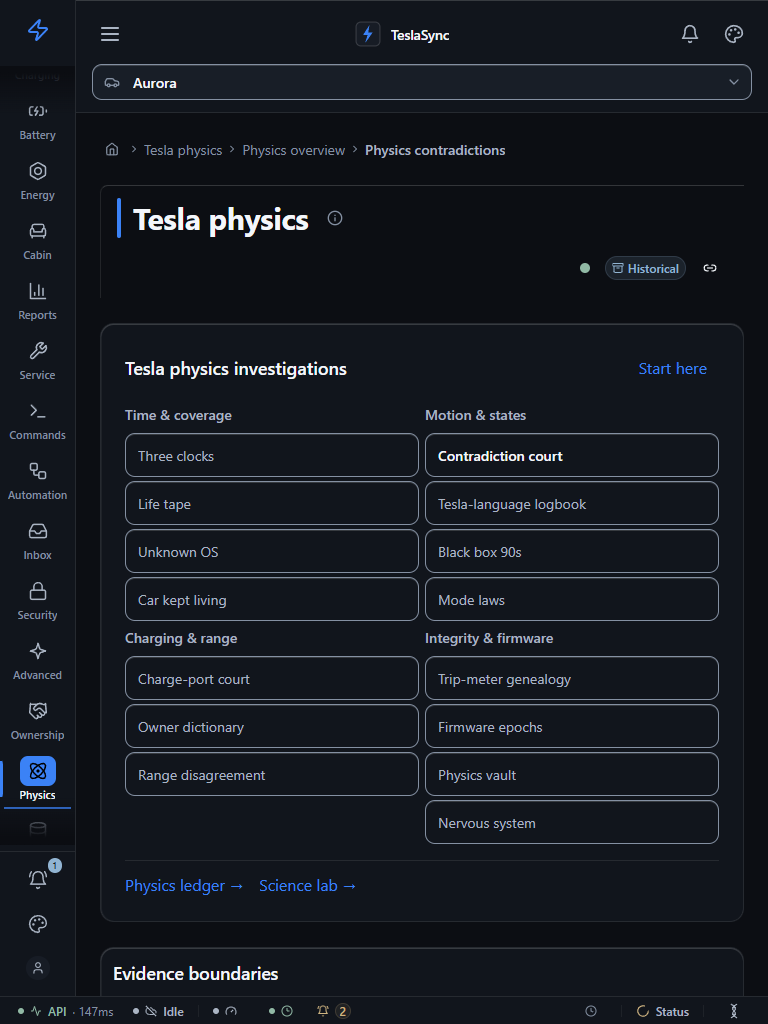 TeslaSync
Aurora
Charging
Battery
Energy
Cabin
Reports
Service
Commands
Automation
Inbox
Security
Advanced
Ownership
Physics
1
Tesla physics
Physics overview
Physics contradictions
Tesla physics
Historical
Tesla physics investigations
Start here
Time & coverage
Three clocks
Life tape
Unknown OS
Car kept living
Motion & states
Contradiction court
Tesla-language logbook
Black box 90s
Mode laws
Charging & range
Charge-port court
Owner dictionary
Range disagreement
Integrity & firmware
Trip-meter genealogy
Firmware epochs
Physics vault
Nervous system
Physics ledger →
Science lab →
Evidence boundaries
API · 147ms
Idle
2
Status